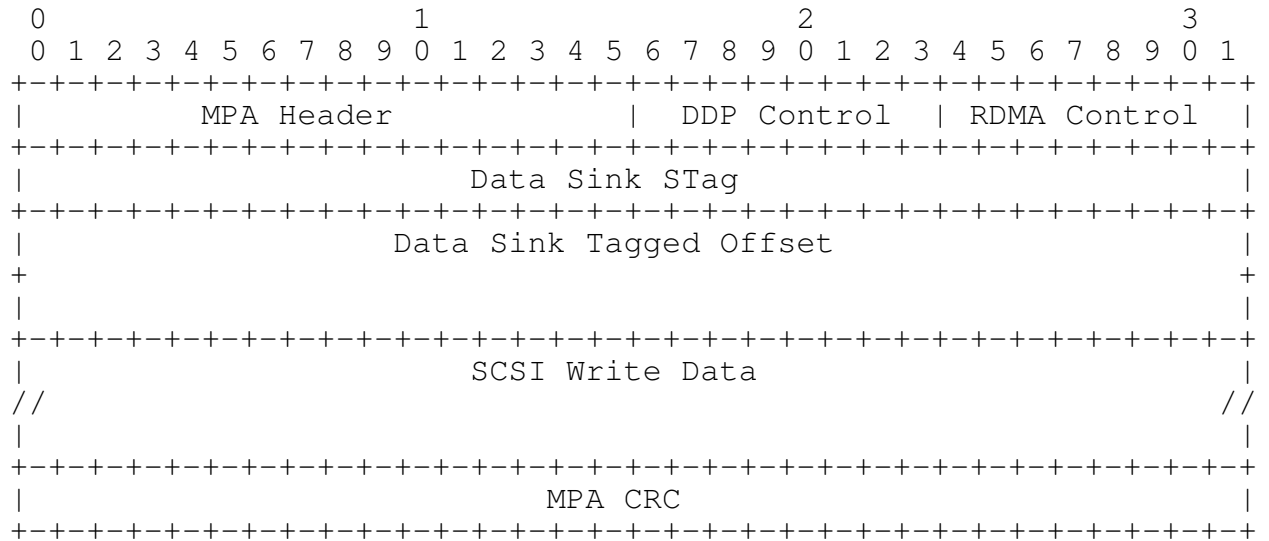 0                   1                   2                   3
 0 1 2 3 4 5 6 7 8 9 0 1 2 3 4 5 6 7 8 9 0 1 2 3 4 5 6 7 8 9 0 1
+-+-+-+-+-+-+-+-+-+-+-+-+-+-+-+-+-+-+-+-+-+-+-+-+-+-+-+-+-+-+-+-+
|         MPA Header            |  DDP Control  | RDMA Control  |
+-+-+-+-+-+-+-+-+-+-+-+-+-+-+-+-+-+-+-+-+-+-+-+-+-+-+-+-+-+-+-+-+
|                       Data Sink STag                          |
+-+-+-+-+-+-+-+-+-+-+-+-+-+-+-+-+-+-+-+-+-+-+-+-+-+-+-+-+-+-+-+-+
|                   Data Sink Tagged Offset                     |
+                                                               +
|                                                               |
+-+-+-+-+-+-+-+-+-+-+-+-+-+-+-+-+-+-+-+-+-+-+-+-+-+-+-+-+-+-+-+-+
|                       SCSI Write Data                         |
//                                                             //
|                                                               |
+-+-+-+-+-+-+-+-+-+-+-+-+-+-+-+-+-+-+-+-+-+-+-+-+-+-+-+-+-+-+-+-+
|                           MPA CRC                             |
+-+-+-+-+-+-+-+-+-+-+-+-+-+-+-+-+-+-+-+-+-+-+-+-+-+-+-+-+-+-+-+-+